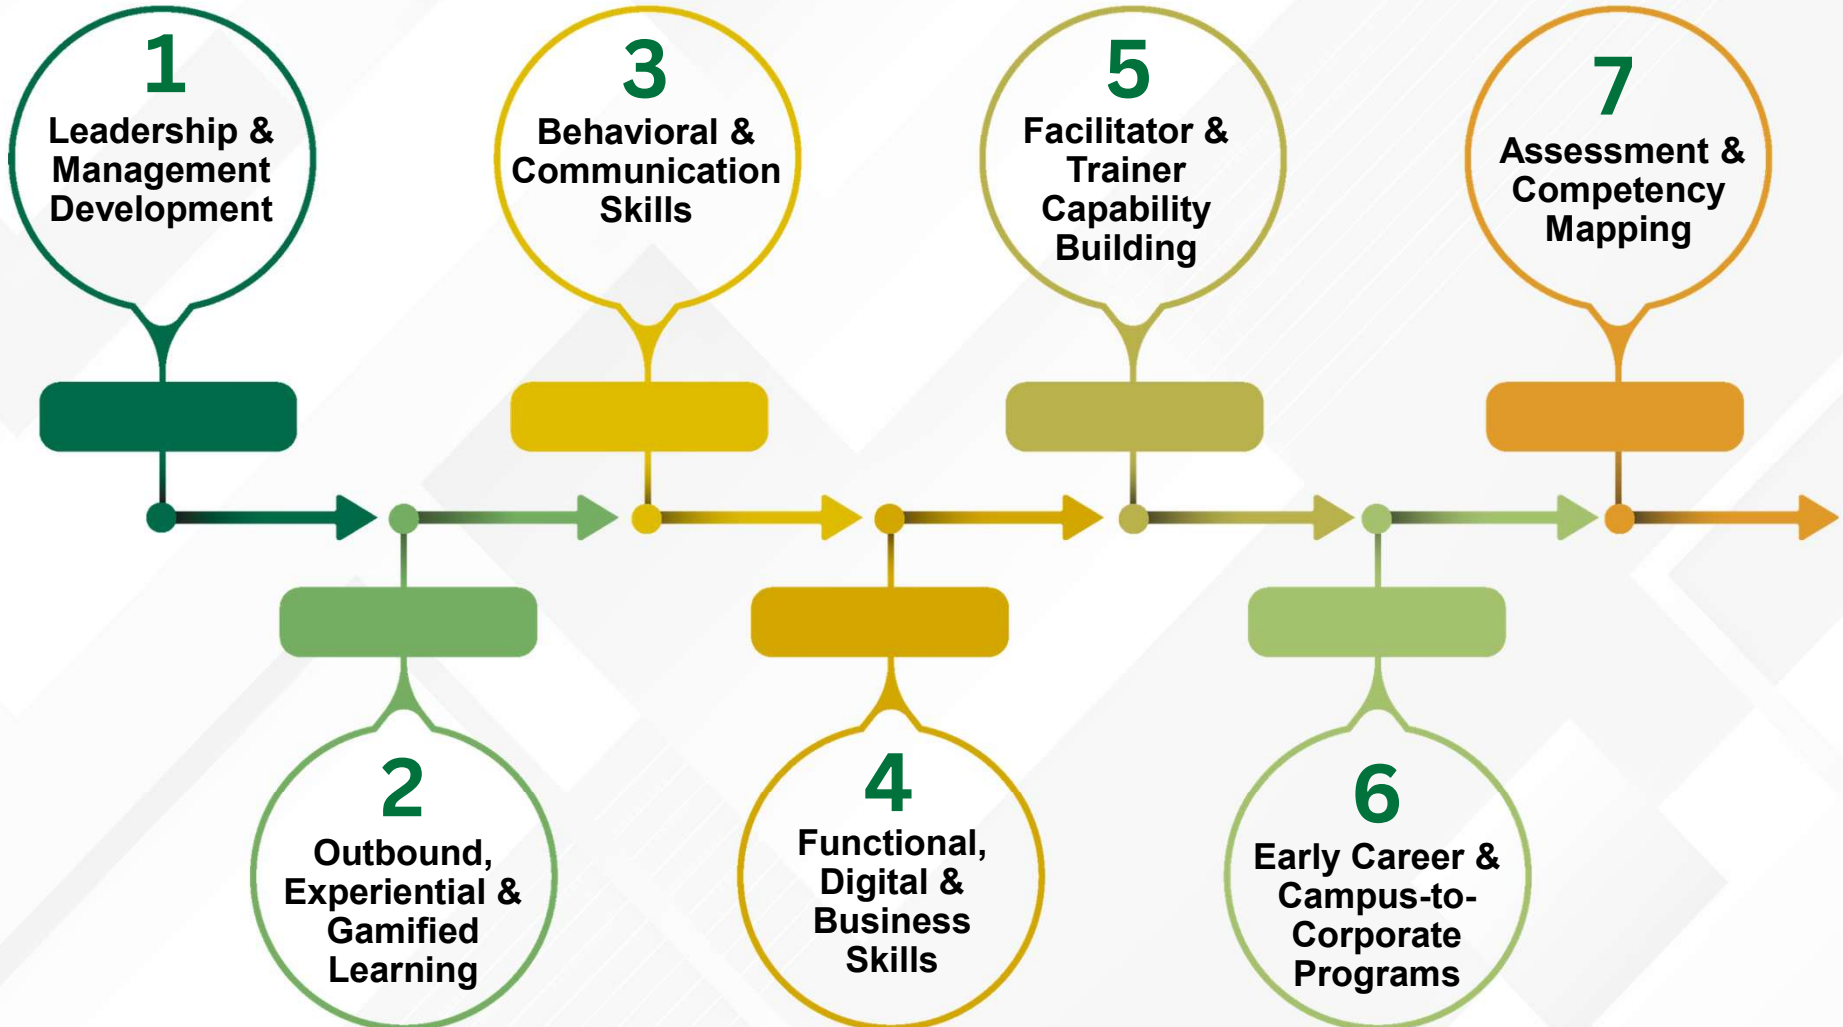 1
Leadership &
Management
Development
2
Outbound,
Experiential &
Gamified
Learning
3
Behavioral &
Communication
Skills
4
Functional,
Digital &
Business
Skills
5
Facilitator &
Trainer
Capability
Building
6
Early Career &
Campus-to-
Corporate
Programs
7
Assessment &
Competency
Mapping